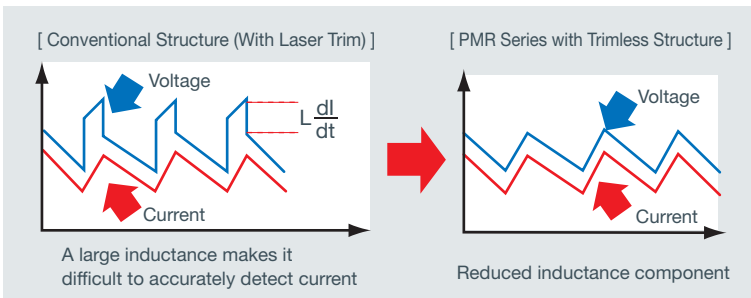 [ Conventional Structure (With Laser Trim) ]
Voltage
L dI
dt
Current
A large inductance makes it
difficult to accurately detect current
[ PMR Series with Trimless Structure ]
Voltage
Current
Reduced inductance component